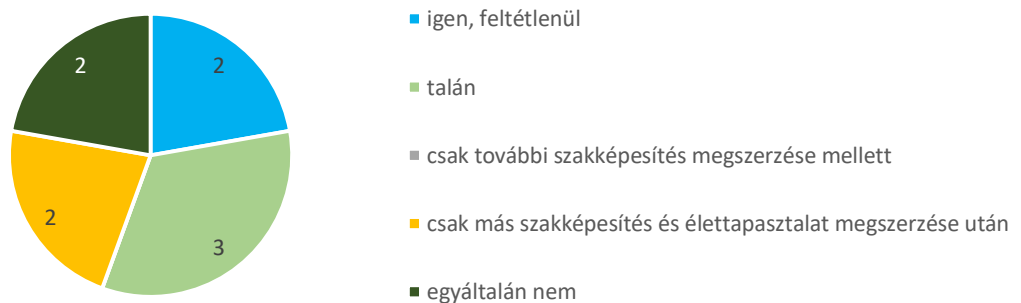 2
2
2
3
igen, feltétlenül
talán
csak további szakképesítés megszerzése mellett
csak más szakképesítés és élettapasztalat megszerzése után
egyáltalán nem